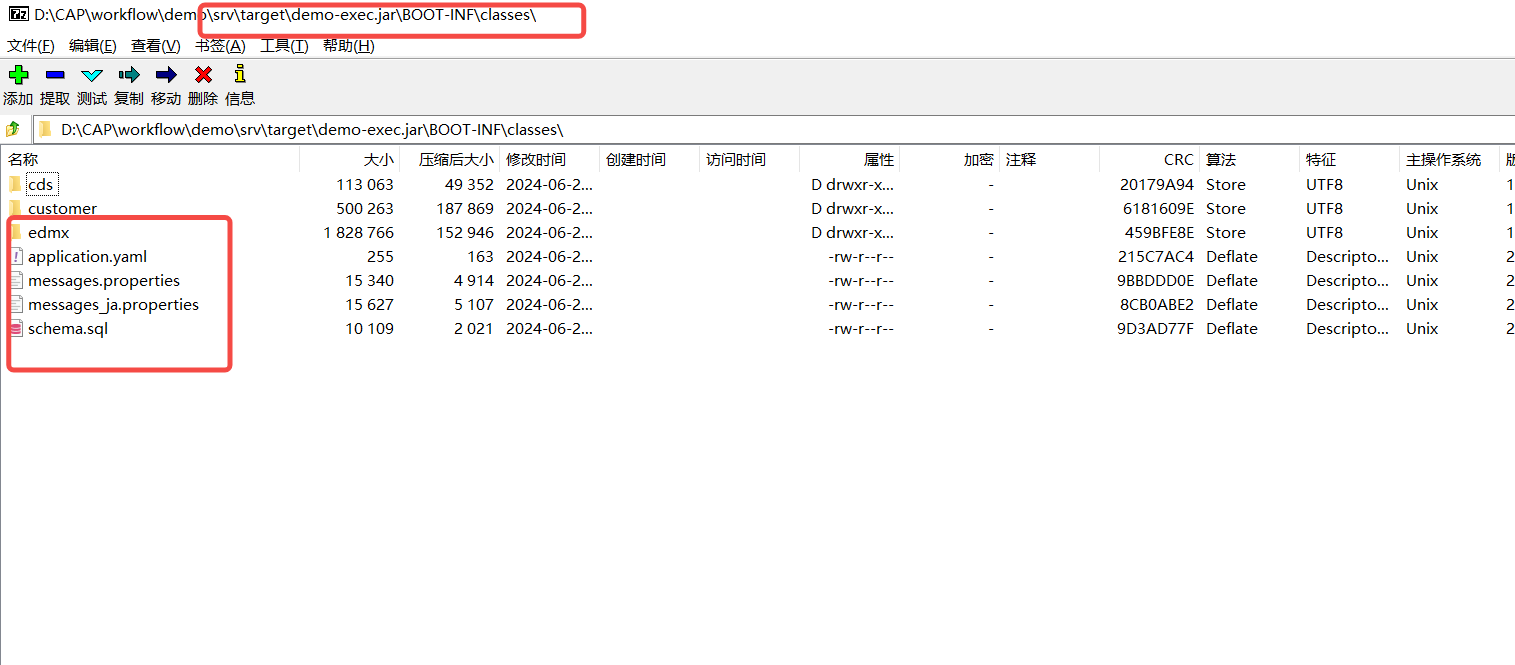 D:\CAP\workflow\demo\srv\target\demo-exec.jar\BOOT-INF\classes\
文件(F) 编辑(E) 查看(V) 书签(A) 工具(T) 帮助(H)
添加 提取 测试 复制 移动 删除 信息
D:\CAP\workflow\demo\srv\target\demo-exec.jar\BOOT-INF\classes\
名称 大小 压缩后大小 修改时间 创建时间 访问时间 属性 加密 注释 CRC 算法 特征 主操作系统 版
cds 113 063 49 352 2024-06-2... D drwxr-x... - 20179A94 Store UTF8 Unix 1
customer 500 263 187 869 2024-06-2... D drwxr-x... - 6181609E Store UTF8 Unix 1
edmx 1 828 766 152 946 2024-06-2... D drwxr-x... - 459BFE8E Store UTF8 Unix 1
application.yaml 255 163 2024-06-2... -rw-r--r-- - 215C7AC4 Deflate Descripto... Unix 2
messages.properties 15 340 4 914 2024-06-2... -rw-r--r-- - 9BBDDD0E Deflate Descripto... Unix 2
messages_ja.properties 15 627 5 107 2024-06-2... -rw-r--r-- - 8CB0ABE2 Deflate Descripto... Unix 2
schema.sql 10 109 2 021 2024-06-2... -rw-r--r-- - 9D3AD77F Deflate Descripto... Unix 2